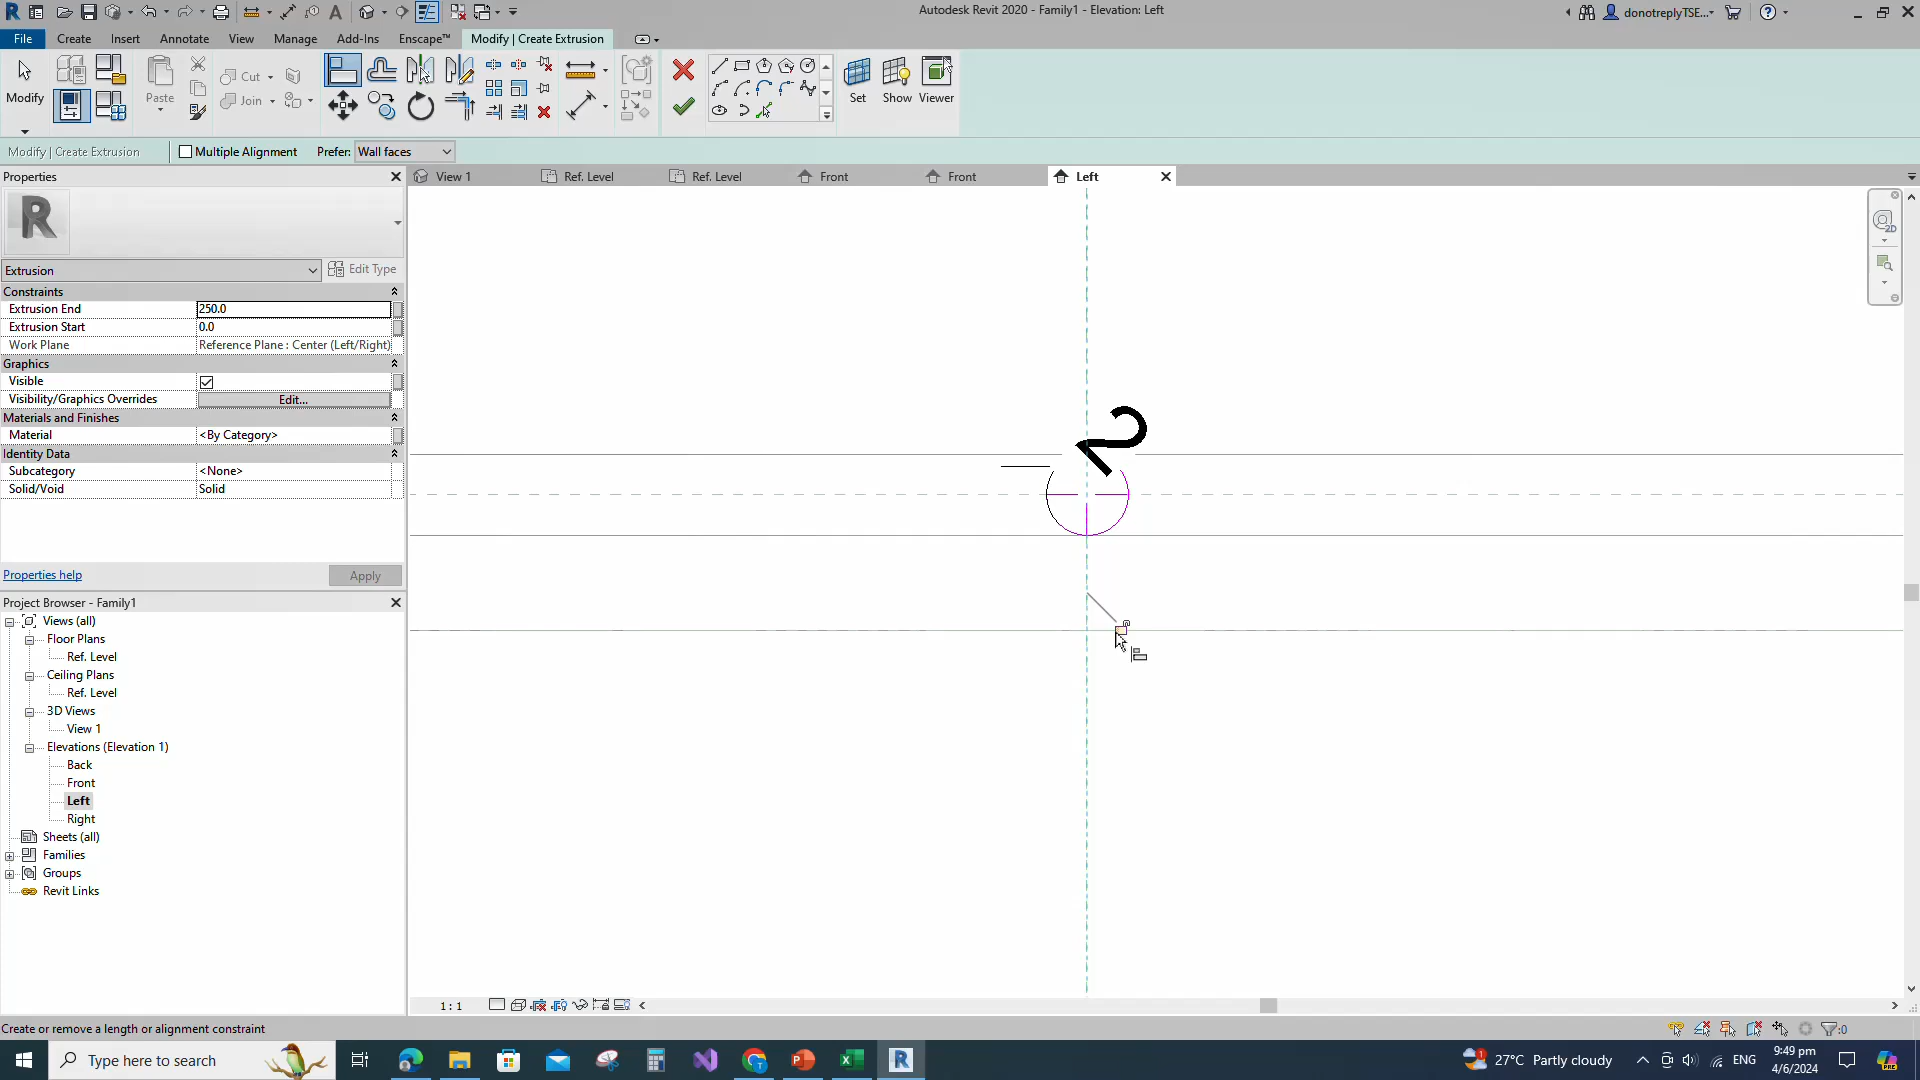 Autodesk Revit 2020 - Family1 - Elevation: Left
donotreplyTSE...
File
Create
Insert
Annotate
View
Manage
Add-Ins
Enscape™
Modify | Create Extrusion
Modify
Paste
Cut
Join
Set
Show
Viewer
Modify | Create Extrusion
Multiple Alignment
Prefer:
Wall faces
Properties
View 1
Ref. Level
Ref. Level
Front
Front
Left
Extrusion
Edit Type
Constraints
Extrusion End 250.0
Extrusion Start 0.0
Work Plane Reference Plane : Center (Left/Right)
Graphics
Visible
Visibility/Graphics Overrides Edit...
Materials and Finishes
Material <By Category>
Identity Data
Subcategory <None>
Solid/Void Solid
Properties help
Apply
Project Browser - Family1
Views (all)
Floor Plans
Ref. Level
Ceiling Plans
Ref. Level
3D Views
View 1
Elevations (Elevation 1)
Back
Front
Left
Right
Sheets (all)
Families
Groups
Revit Links
2
1 : 1
Create or remove a length or alignment constraint
:0
Type here to search
27°C Partly cloudy
ENG
9:49 pm
4/6/2024